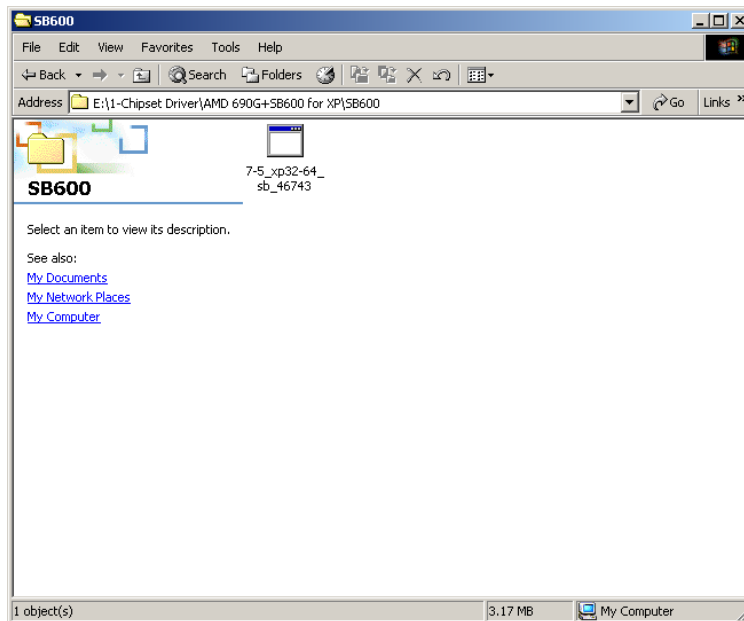 SB600
File Edit View Favorites Tools Help
Back Search Folders
Address E:\1-Chipset Driver\AMD 690G+SB600 for XP\SB600 Go Links »
7-5_xp32-64_
sb_46743
SB600
Select an item to view its description.
See also:
My Documents
My Network Places
My Computer
1 object(s) 3.17 MB My Computer